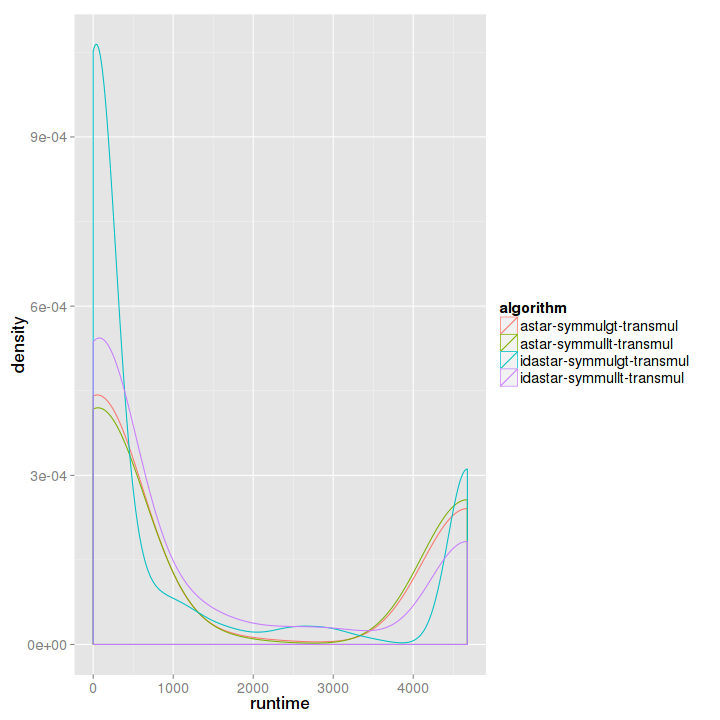 9e-04
6e-04
3e-04
0e+00
density
0 1000 2000 3000 4000
runtime
algorithm
astar-symmulgt-transmul
astar-symmullt-transmul
idastar-symmulgt-transmul
idastar-symmullt-transmul